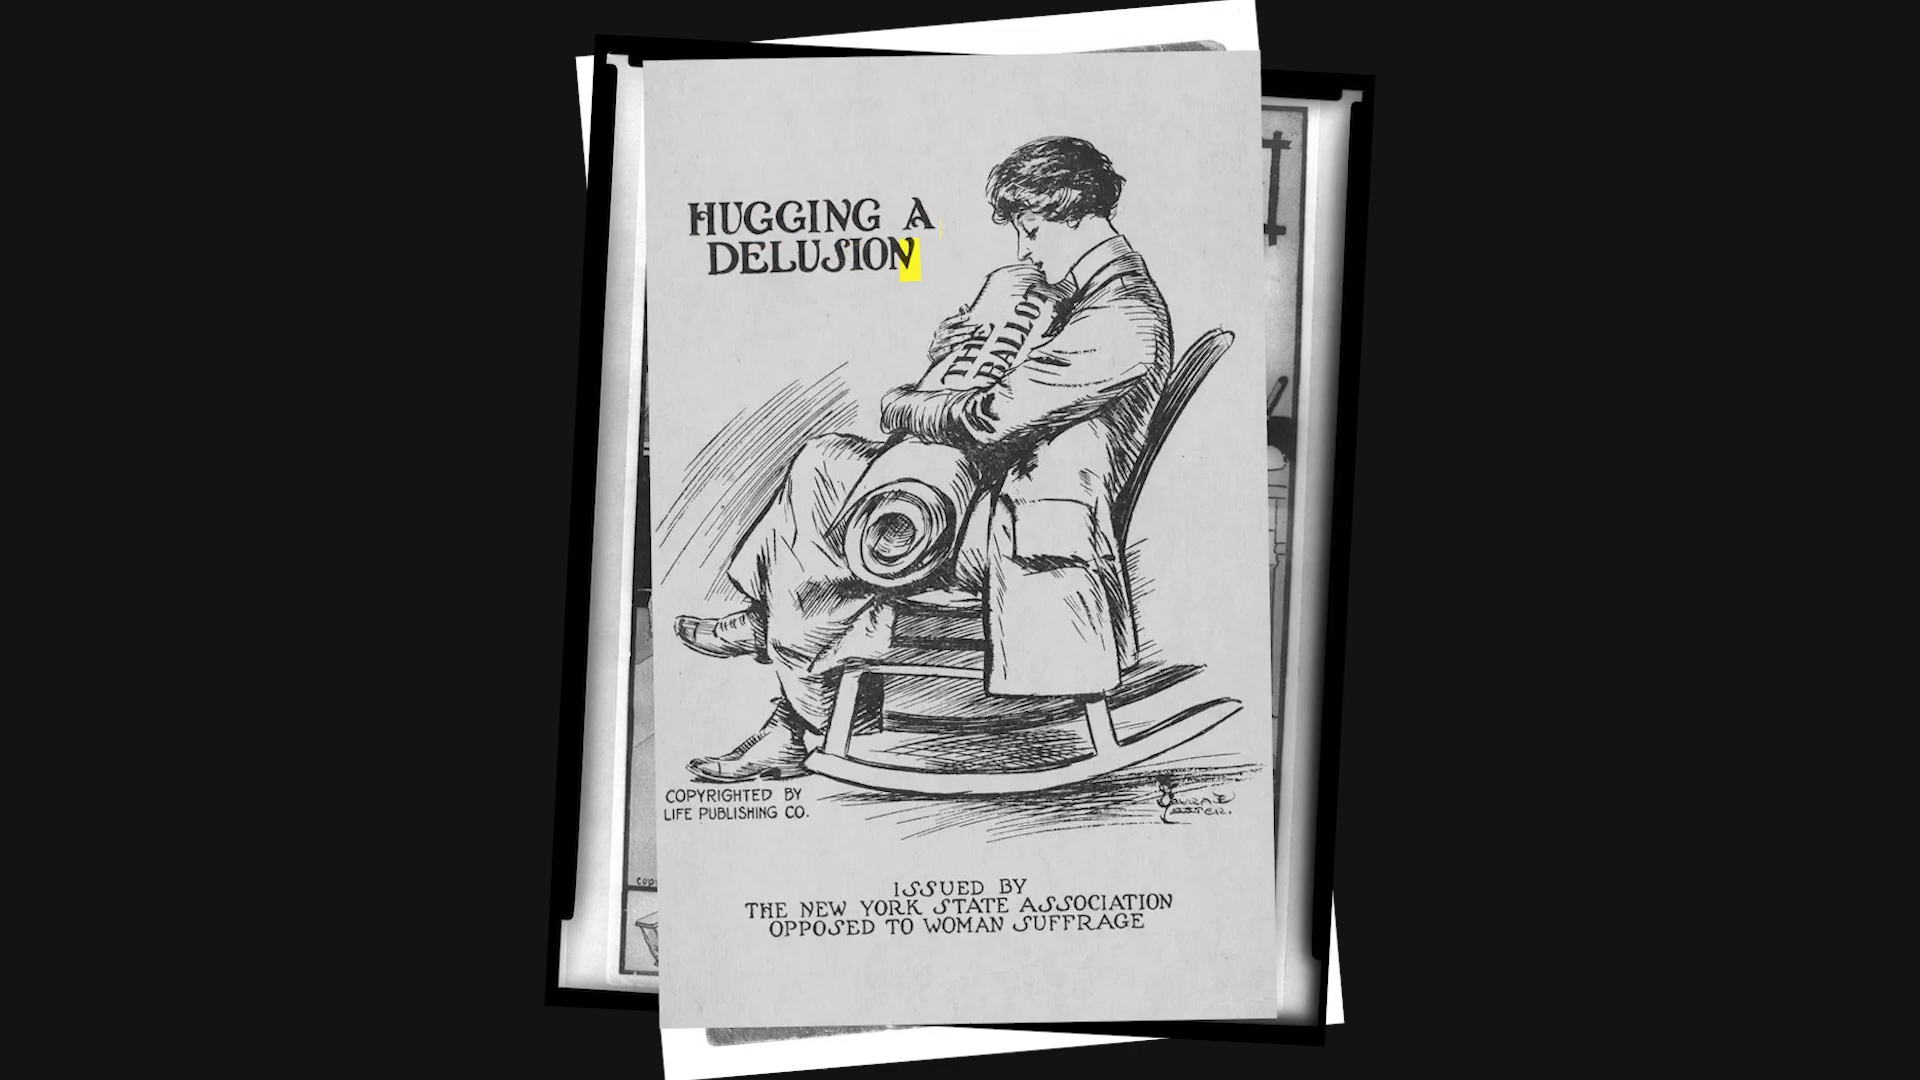 HUGGING A
DELUSION
THE
BALLOT
COPYRIGHTED BY
LIFE PUBLISHING CO.
ISSUED BY
THE NEW YORK STATE ASSOCIATION
OPPOSED TO WOMAN SUFFRAGE